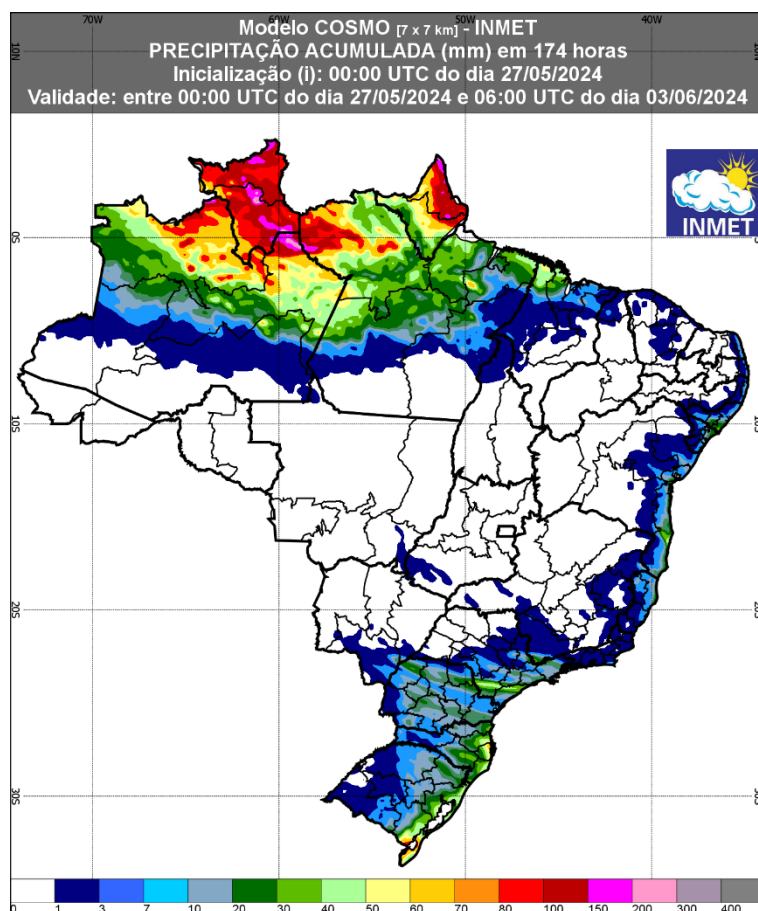 Modelo COSMO [7 x 7 km] - INMET
PRECIPITAÇÃO ACUMULADA (mm) em 174 horas
Inicialização (i): 00:00 UTC do dia 27/05/2024
Validade: entre 00:00 UTC do dia 27/05/2024 e 06:00 UTC do dia 03/06/2024
70W 60W 50W 40W
10N
INMET
0S
10S
20S
30S
0 1 3 7 10 20 30 40 50 60 70 80 100 150 200 300 400